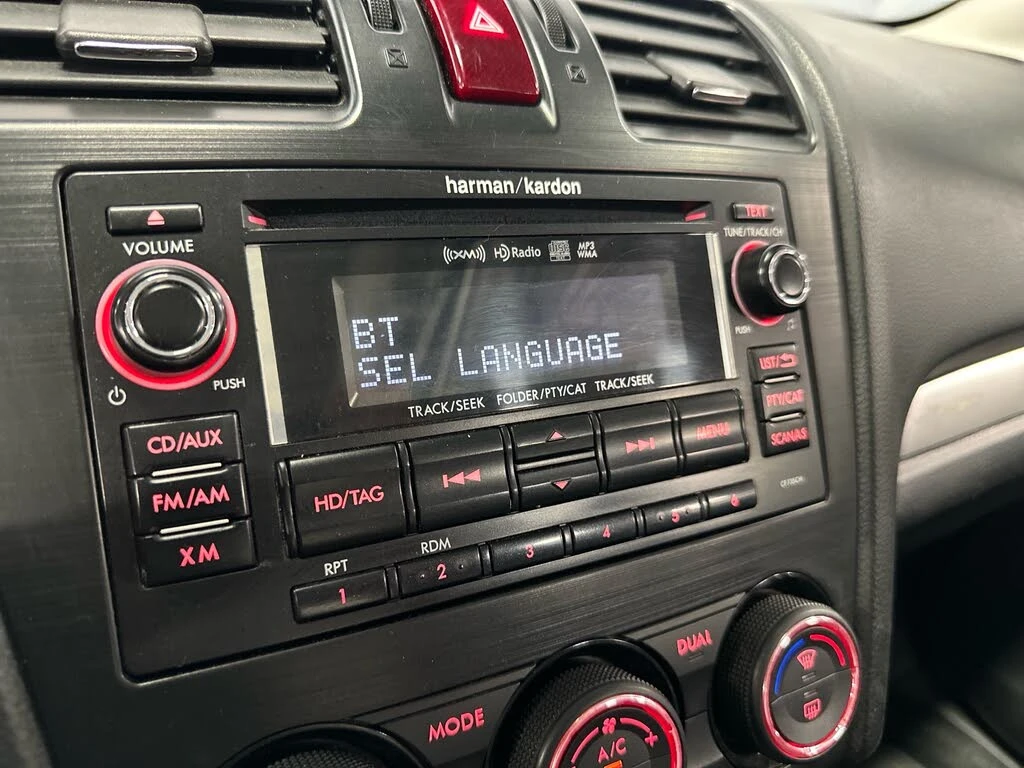 harman/kardon
VOLUME
TEXT
TUNE/TRACK/CH
((XM)) HD Radio MP3
WMA
BT
SEL LANGUAGE
PUSH
PUSH
TRACK/SEEK FOLDER/PTY/CAT TRACK/SEEK
LIST/
PTY/CAT
SCAN/AS
CD/AUX
FM/AM
XM
HD/TAG
MENU
RPT
RDM
1
2
3
4
5
6
MODE
DUAL
A/C
+